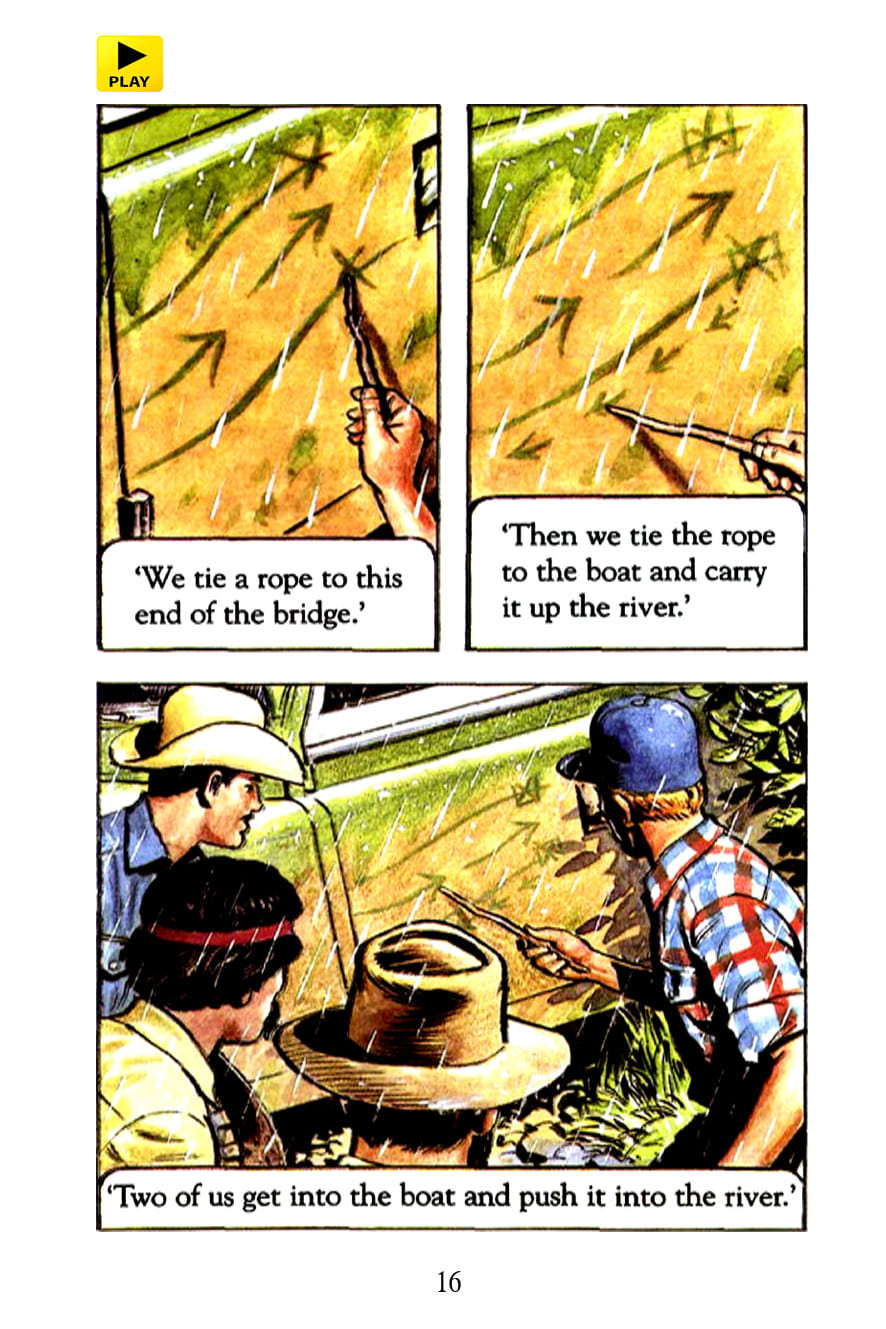 PLAY
‘We tie a rope to this
end of the bridge.’
‘Then we tie the rope
to the boat and carry
it up the river.’
‘Two of us get into the boat and push it into the river.’
16